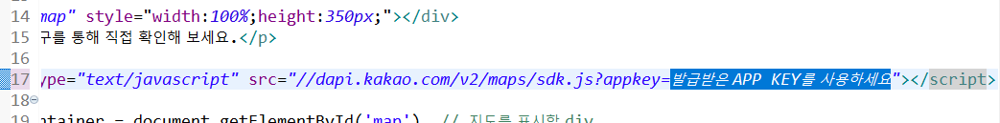 14 map" style="width:100%;height:350px;"></div>
15 구를 통해 직접 확인해 보세요.</p>
16
17 ype="text/javascript" src="//dapi.kakao.com/v2/maps/sdk.js?appkey=발급받은 APP KEY를 사용하세요"></script>
18
19 ntainer = document.getElementById('map'), // 지도를 표시할 div